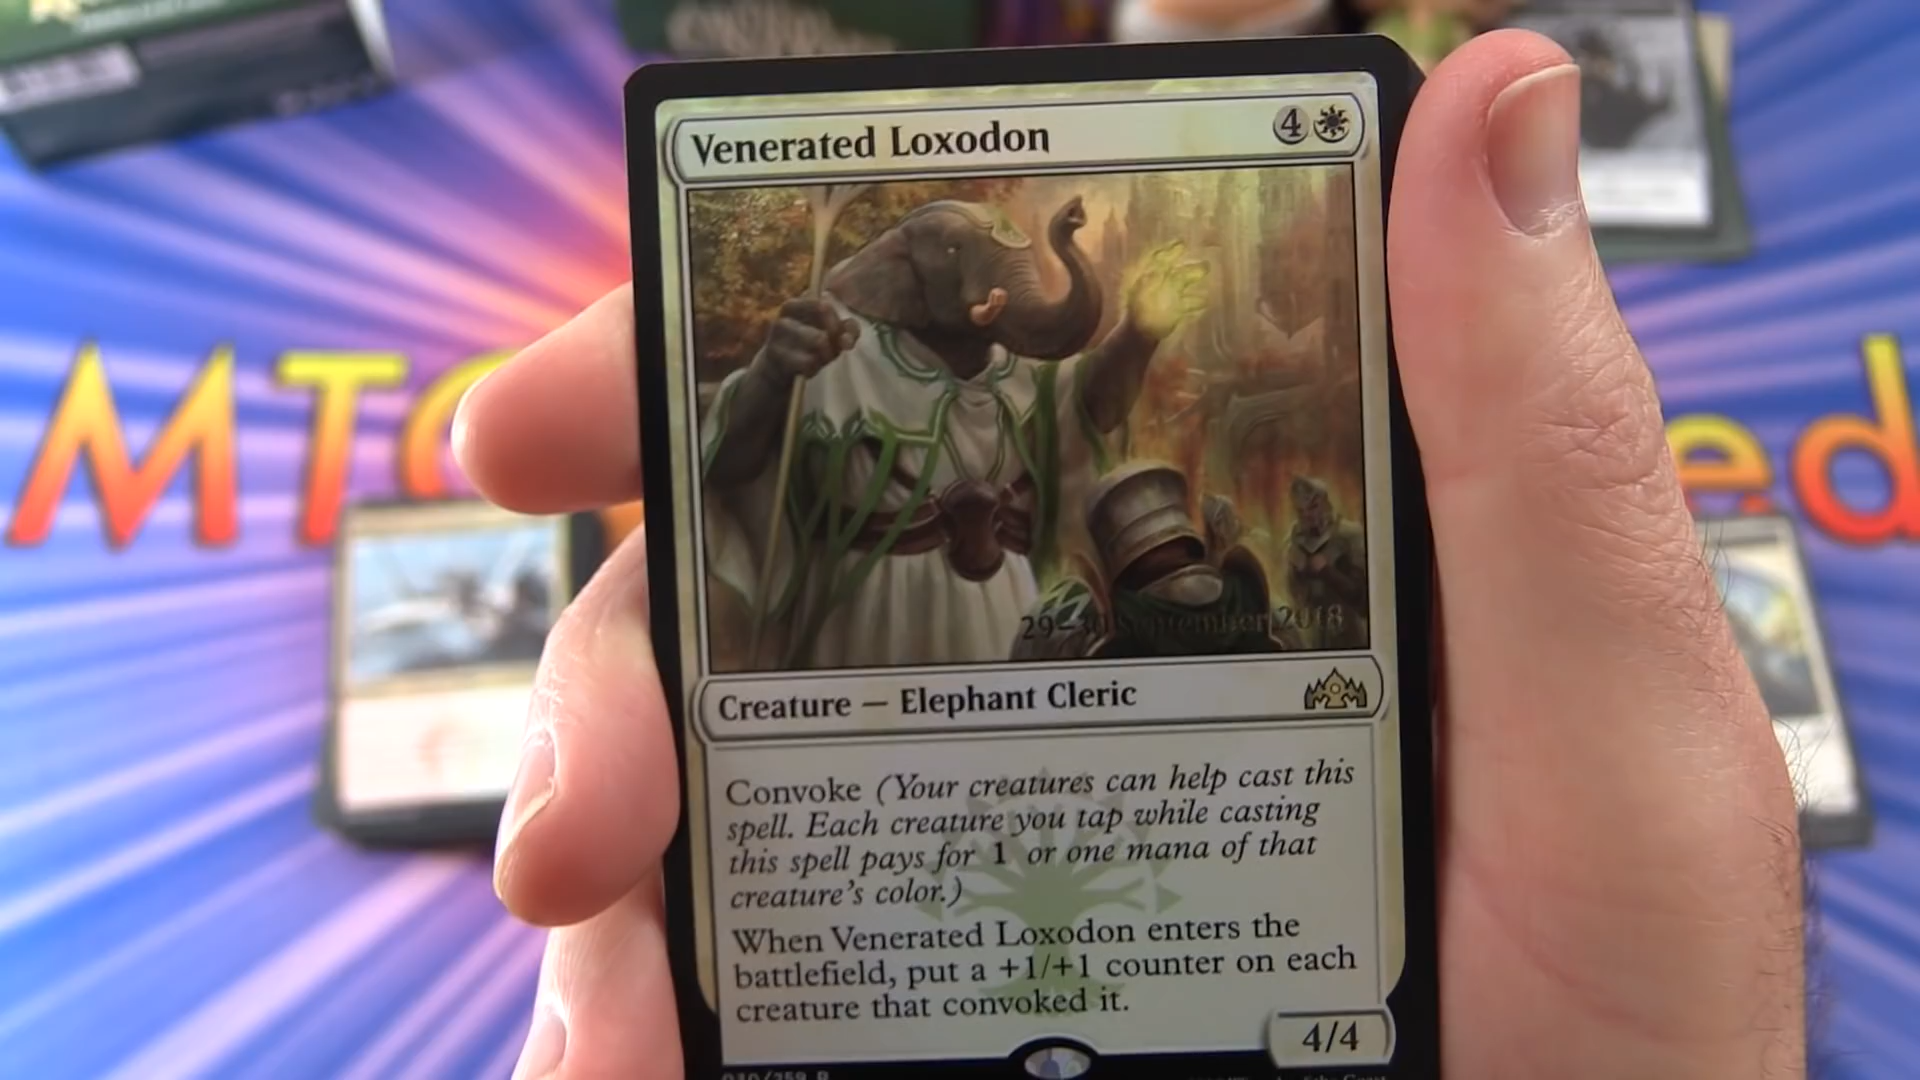 Venerated Loxodon
4
29-30 September 2018
Creature — Elephant Cleric
Convoke (Your creatures can help cast this
spell. Each creature you tap while casting
this spell pays for 1 or one mana of that
creature's color.)
When Venerated Loxodon enters the
battlefield, put a +1/+1 counter on each
creature that convoked it.
4/4
030/259 R